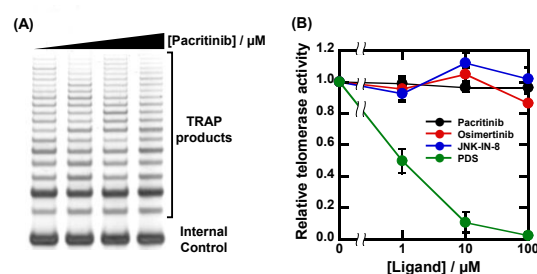 (A)
[Pacritinib] / μM
TRAP
products
Internal
Control
(B)
Relative telomerase activity
1.2
1.0
0.8
0.6
0.4
0.2
0.0
Pacritinib
Osimertinib
JNK-IN-8
PDS
0 1 10 100
[Ligand] / μM